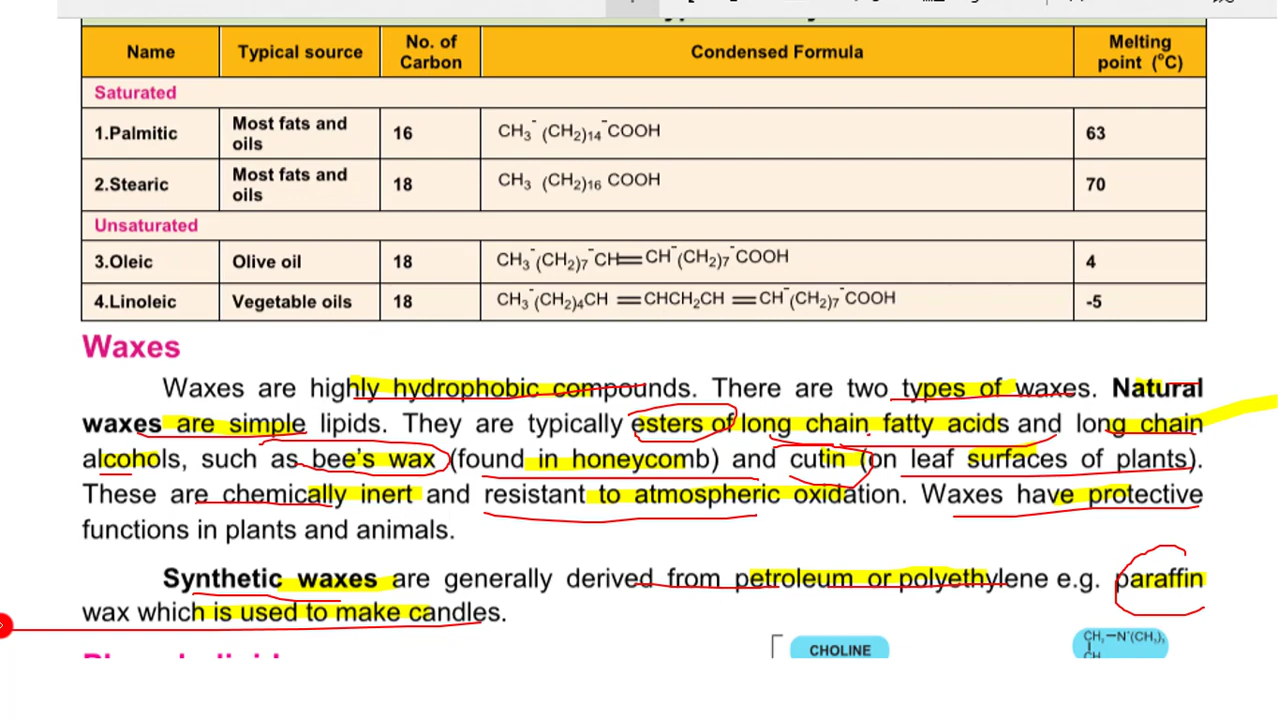 Name Typical source No. of Carbon Condensed Formula Melting point (°C)
Saturated
1.Palmitic Most fats and oils 16 CH₃⁻(CH₂)₁₄⁻COOH 63
2.Stearic Most fats and oils 18 CH₃ (CH₂)₁₆ COOH 70
Unsaturated
3.Oleic Olive oil 18 CH₃⁻(CH₂)₇⁻CH═CH⁻(CH₂)₇⁻COOH 4
4.Linoleic Vegetable oils 18 CH₃⁻(CH₂)₄CH═CHCH₂CH═CH⁻(CH₂)₇⁻COOH -5
Waxes
Waxes are highly hydrophobic compounds. There are two types of waxes. Natural
waxes are simple lipids. They are typically esters of long chain fatty acids and long chain
alcohols, such as bee's wax (found in honeycomb) and cutin (on leaf surfaces of plants).
These are chemically inert and resistant to atmospheric oxidation. Waxes have protective
functions in plants and animals.
Synthetic waxes are generally derived from petroleum or polyethylene e.g. paraffin
wax which is used to make candles.
CHOLINE